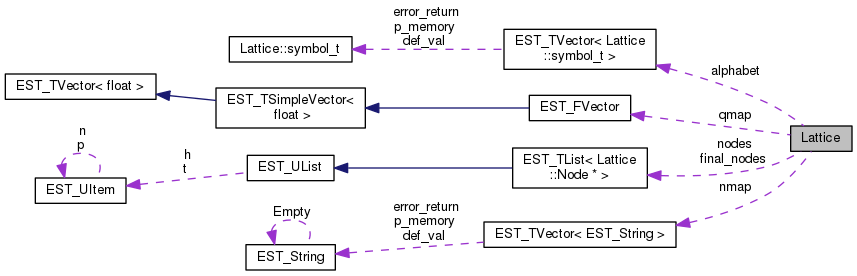 error_return
p_memory
def_val
Lattice::symbol_t
EST_TVector< Lattice
::symbol_t >
alphabet
EST_TVector< float >
EST_TSimpleVector<
float >
EST_FVector
qmap
Lattice
n
p
h
t
EST_UItem
EST_UList
EST_TList< Lattice
::Node * >
nodes
final_nodes
nmap
Empty
error_return
p_memory
def_val
EST_String
EST_TVector< EST_String >